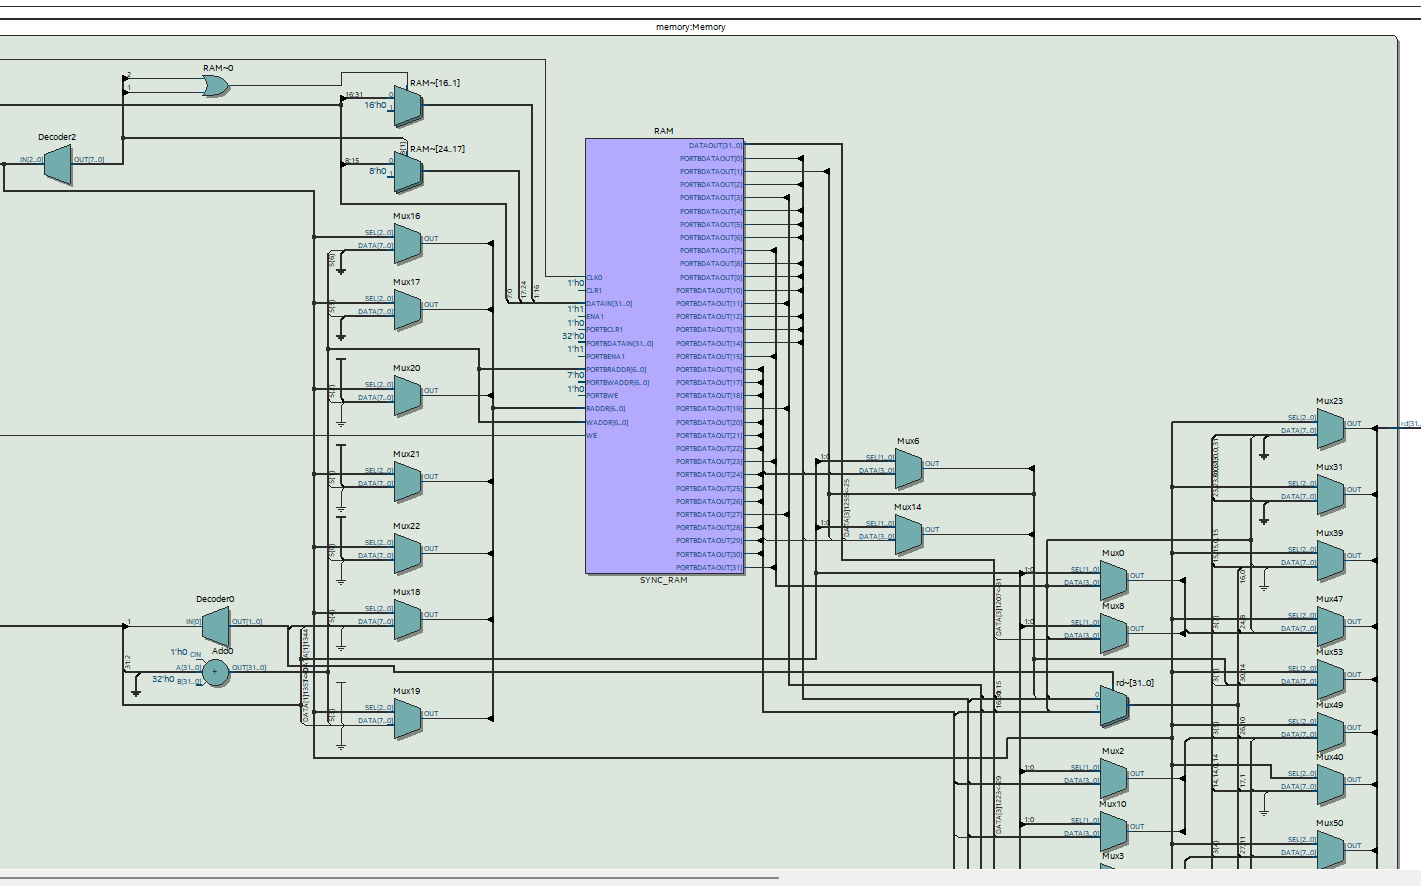 memory:Memory
RAM~0
2
1
RAM~[16..1]
16:31
0
16'h0
1
Decoder2
IN[2..0]
OUT[7..0]
RAM~[24..17]
8:15
0
8'h0
1
RAM
DATAOUT[31..0]
PORTBDATAOUT[0]
PORTBDATAOUT[1]
PORTBDATAOUT[2]
PORTBDATAOUT[3]
PORTBDATAOUT[4]
PORTBDATAOUT[5]
PORTBDATAOUT[6]
PORTBDATAOUT[7]
PORTBDATAOUT[8]
PORTBDATAOUT[9]
PORTBDATAOUT[10]
PORTBDATAOUT[11]
PORTBDATAOUT[12]
PORTBDATAOUT[13]
PORTBDATAOUT[14]
PORTBDATAOUT[15]
PORTBDATAOUT[16]
PORTBDATAOUT[17]
PORTBDATAOUT[18]
PORTBDATAOUT[19]
PORTBDATAOUT[20]
PORTBDATAOUT[21]
PORTBDATAOUT[22]
PORTBDATAOUT[23]
PORTBDATAOUT[24]
PORTBDATAOUT[25]
PORTBDATAOUT[26]
PORTBDATAOUT[27]
PORTBDATAOUT[28]
PORTBDATAOUT[29]
PORTBDATAOUT[30]
PORTBDATAOUT[31]
CLK0
1'h0
CLR1
DATAIN[31..0]
1'h1
ENA1
1'h0
PORTBCLR1
32'h0
PORTBDATAIN[31..0]
1'h1
PORTBENA1
PORTBRADDR[6..0]
7'h0
PORTBWADDR[6..0]
1'h0
PORTBWE
RADDR[6..0]
WADDR[6..0]
WE
SYNC_RAM
7:0
17:24
1:16
Mux16
SEL[2..0]
DATA[7..0]
OUT
Mux17
SEL[2..0]
DATA[7..0]
OUT
Mux20
SEL[2..0]
DATA[7..0]
OUT
Mux21
SEL[2..0]
DATA[7..0]
OUT
Mux22
SEL[2..0]
DATA[7..0]
OUT
Mux18
SEL[2..0]
DATA[7..0]
OUT
Mux19
SEL[2..0]
DATA[7..0]
OUT
Decoder0
1
IN[0]
OUT[1..0]
Add0
1'h0
CIN
A[31..0]
OUT[31..0]
32'h0
B[31..0]
31:2
Mux6
1:0
SEL[1..0]
DATA[3..0]
OUT
Mux14
1:0
SEL[1..0]
DATA[3..0]
OUT
Mux0
1:0
SEL[1..0]
DATA[3..0]
OUT
Mux8
1:0
SEL[1..0]
DATA[3..0]
OUT
rd~[31..0]
0
1
Mux2
1:0
SEL[1..0]
DATA[3..0]
OUT
Mux10
1:0
SEL[1..0]
DATA[3..0]
OUT
Mux3
Mux23
SEL[2..0]
DATA[7..0]
OUT
rd[31..
Mux31
SEL[2..0]
DATA[7..0]
OUT
Mux39
SEL[2..0]
DATA[7..0]
OUT
Mux47
SEL[2..0]
DATA[7..0]
OUT
Mux53
SEL[2..0]
DATA[7..0]
OUT
Mux49
SEL[2..0]
DATA[7..0]
OUT
Mux40
SEL[2..0]
DATA[7..0]
OUT
Mux50
SEL[2..0]
DATA[7..0]
OUT